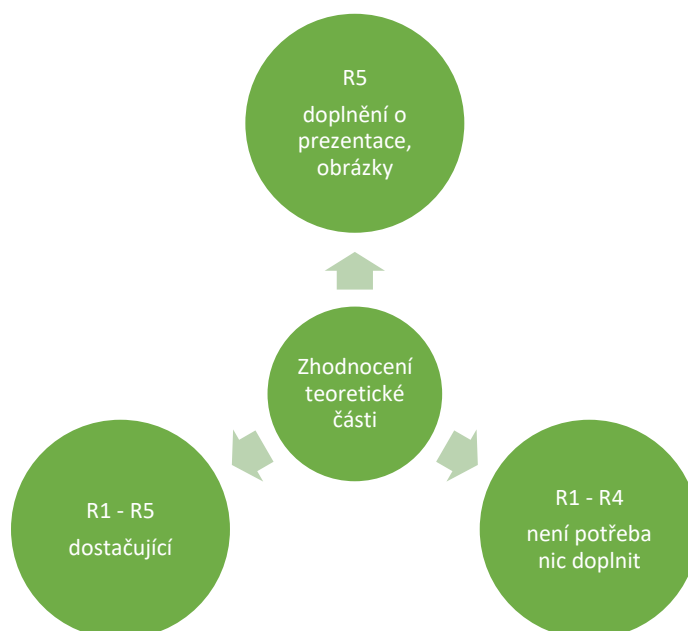 R5
doplnění o
prezentace,
obrázky
Zhodnocení
teoretické
části
R1 - R5
dostačující
R1 - R4
není potřeba
nic doplnit